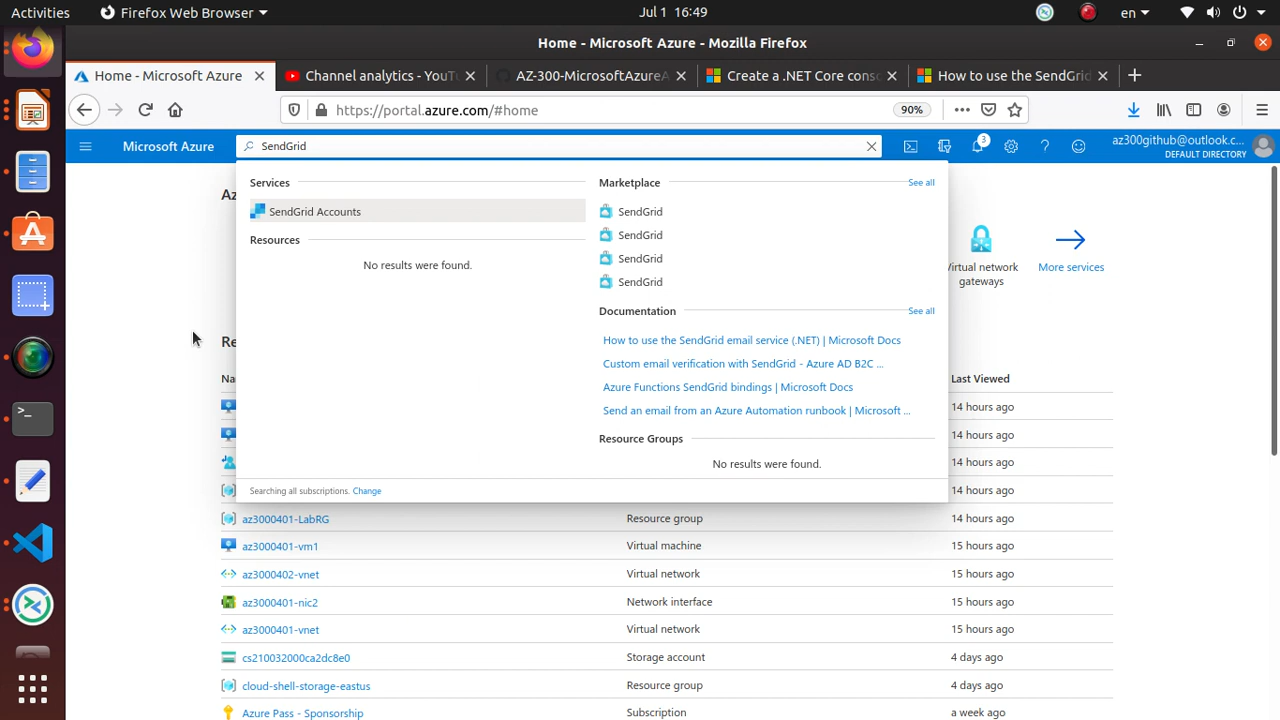 Activities
Firefox Web Browser
Jul 1 16:49
en
Home - Microsoft Azure - Mozilla Firefox
Home - Microsoft Azure
Channel analytics - YouT
AZ-300-MicrosoftAzureA
Create a .NET Core cons
How to use the SendGrid
https://portal.azure.com/#home
90%
Microsoft Azure
SendGrid
3
az300github@outlook.c...
DEFAULT DIRECTORY
Az
Services
SendGrid Accounts
Resources
No results were found.
Marketplace
See all
SendGrid
SendGrid
SendGrid
SendGrid
Documentation
See all
How to use the SendGrid email service (.NET) | Microsoft Docs
Custom email verification with SendGrid - Azure AD B2C ...
Azure Functions SendGrid bindings | Microsoft Docs
Send an email from an Azure Automation runbook | Microsoft ...
Resource Groups
No results were found.
Searching all subscriptions. Change
Virtual network
gateways
More services
Re
Na
Last Viewed
14 hours ago
14 hours ago
14 hours ago
14 hours ago
az3000401-LabRG
Resource group
14 hours ago
az3000401-vm1
Virtual machine
15 hours ago
az3000402-vnet
Virtual network
15 hours ago
az3000401-nic2
Network interface
15 hours ago
az3000401-vnet
Virtual network
15 hours ago
cs210032000ca2dc8e0
Storage account
4 days ago
cloud-shell-storage-eastus
Resource group
4 days ago
Azure Pass - Sponsorship
Subscription
a week ago